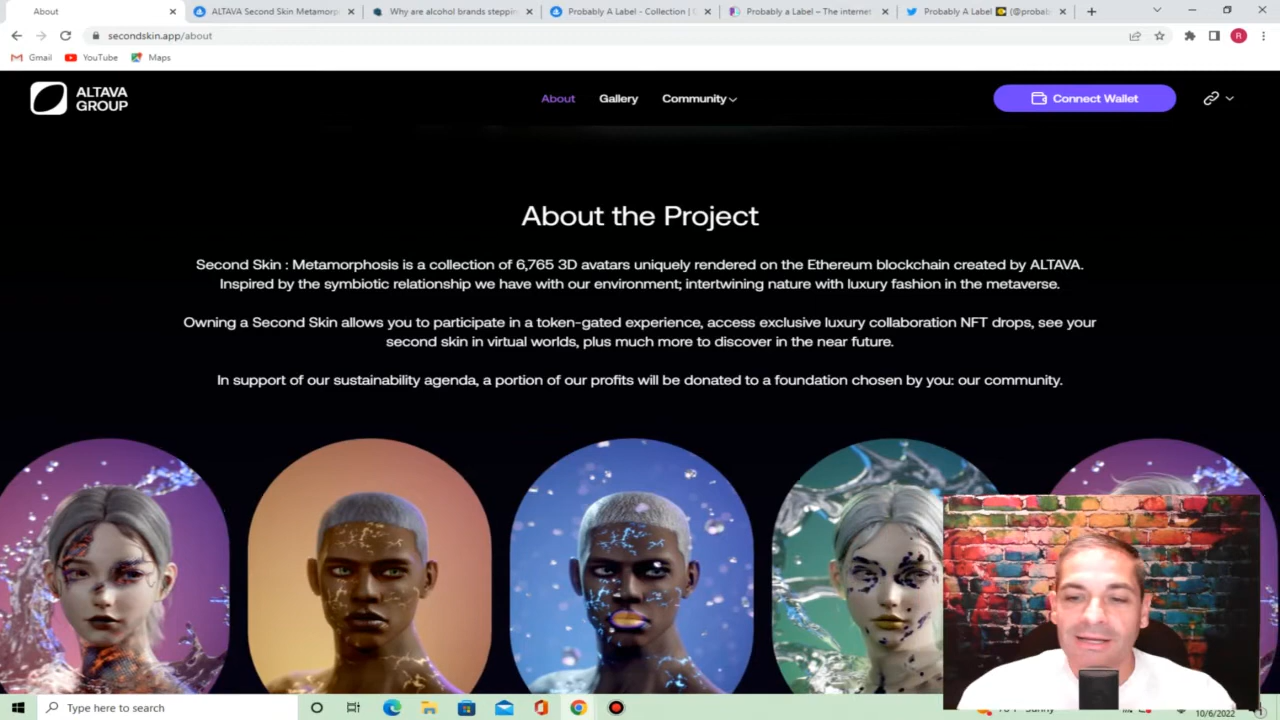 About
ALTAVA Second Skin Metamorp
Why are alcohol brands steppin
Probably A Label - Collection |
Probably a Label – The internet
Probably A Label (@probab
secondskin.app/about
R
Gmail
YouTube
Maps
ALTAVA
GROUP
About
Gallery
Community
Connect Wallet
About the Project
Second Skin : Metamorphosis is a collection of 6,765 3D avatars uniquely rendered on the Ethereum blockchain created by ALTAVA.
Inspired by the symbiotic relationship we have with our environment; intertwining nature with luxury fashion in the metaverse.
Owning a Second Skin allows you to participate in a token-gated experience, access exclusive luxury collaboration NFT drops, see your
second skin in virtual worlds, plus much more to discover in the near future.
In support of our sustainability agenda, a portion of our profits will be donated to a foundation chosen by you: our community.
Type here to search
10/6/2022